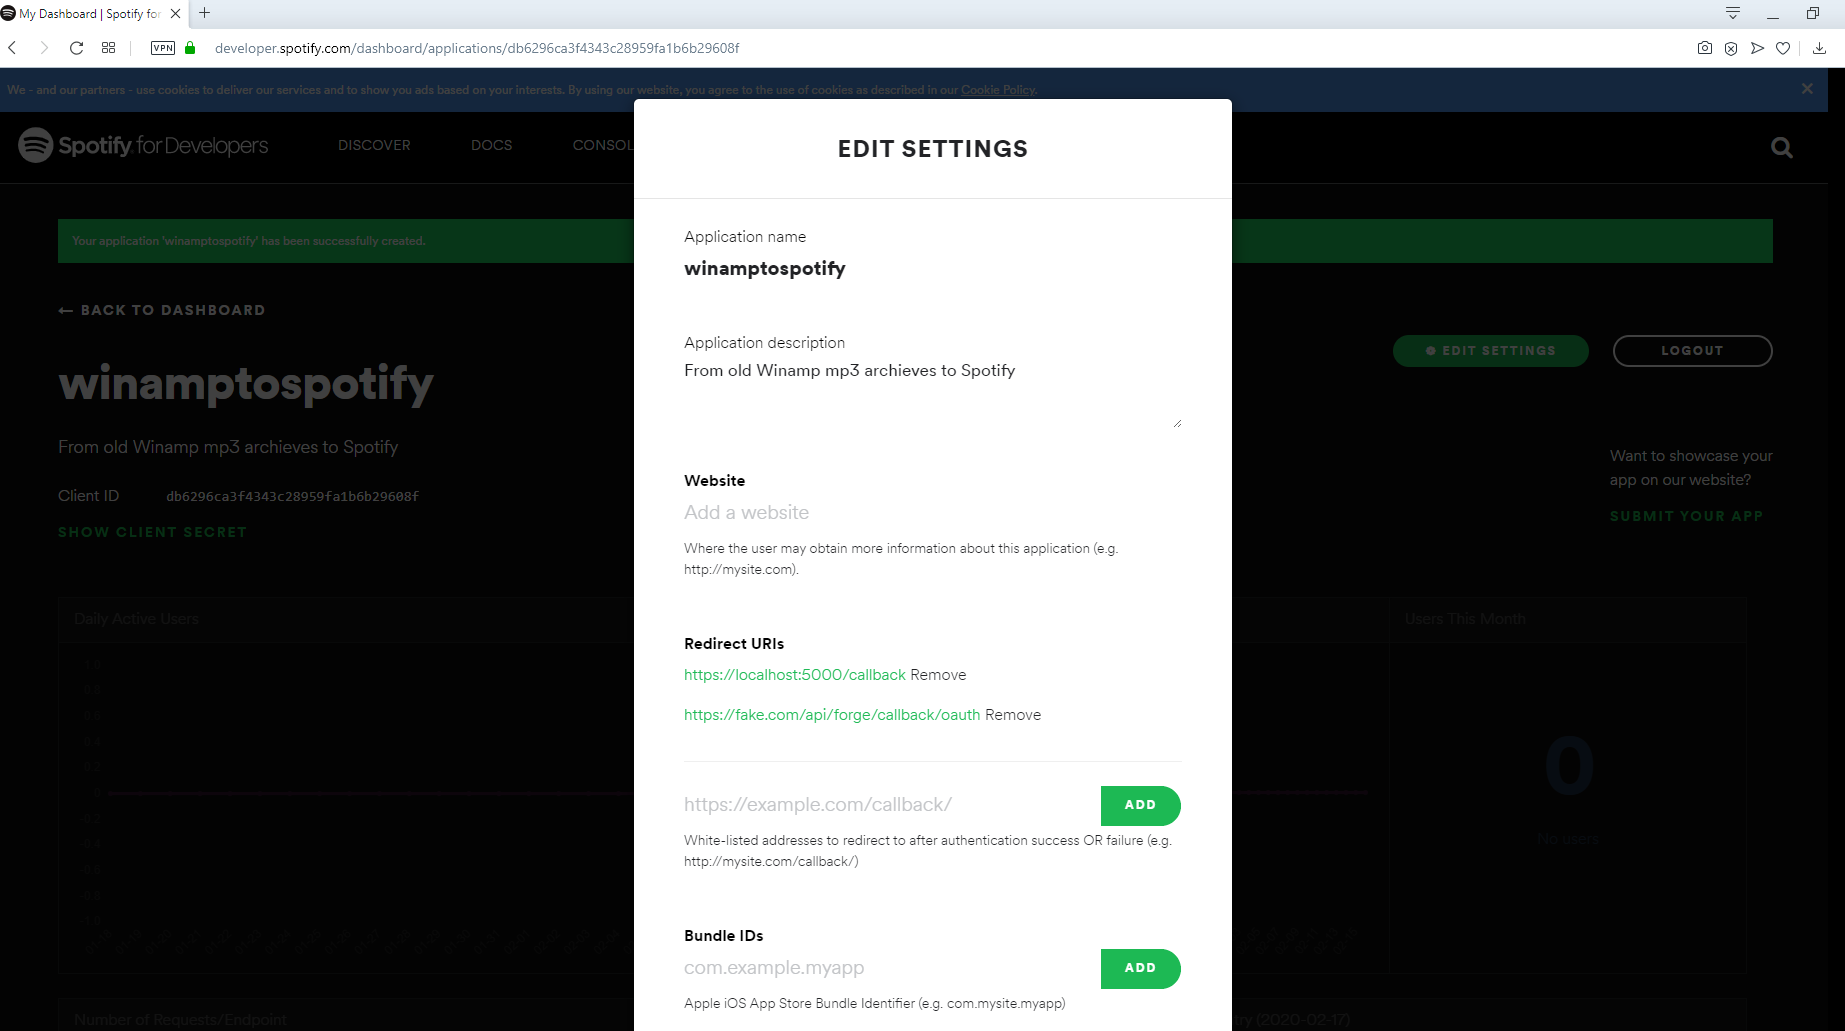 My Dashboard | Spotify for
VPN
developer.spotify.com/dashboard/applications/db6296ca3f4343c28959fa1b6b29608f
We - and our partners - use cookies to deliver our services and to show you ads based on your interests. By using our website, you agree to the use of cookies as described in our Cookie Policy.
Spotify for Developers
DISCOVER
DOCS
CONSOL
Your application 'winamptospotify' has been successfully created.
← BACK TO DASHBOARD
EDIT SETTINGS
LOGOUT
winamptospotify
From old Winamp mp3 archieves to Spotify
Client ID
db6296ca3f4343c28959fa1b6b29608f
SHOW CLIENT SECRET
Want to showcase your
app on our website?
SUBMIT YOUR APP
Daily Active Users
Users This Month
0
No users
Number of Requests/Endpoint
(2020-02-17)
EDIT SETTINGS
Application name
winamptospotify
Application description
From old Winamp mp3 archieves to Spotify
Website
Add a website
Where the user may obtain more information about this application (e.g.
http://mysite.com).
Redirect URIs
https://localhost:5000/callback Remove
https://fake.com/api/forge/callback/oauth Remove
https://example.com/callback/
ADD
White-listed addresses to redirect to after authentication success OR failure (e.g.
http://mysite.com/callback/)
Bundle IDs
com.example.myapp
ADD
Apple iOS App Store Bundle Identifier (e.g. com.mysite.myapp)